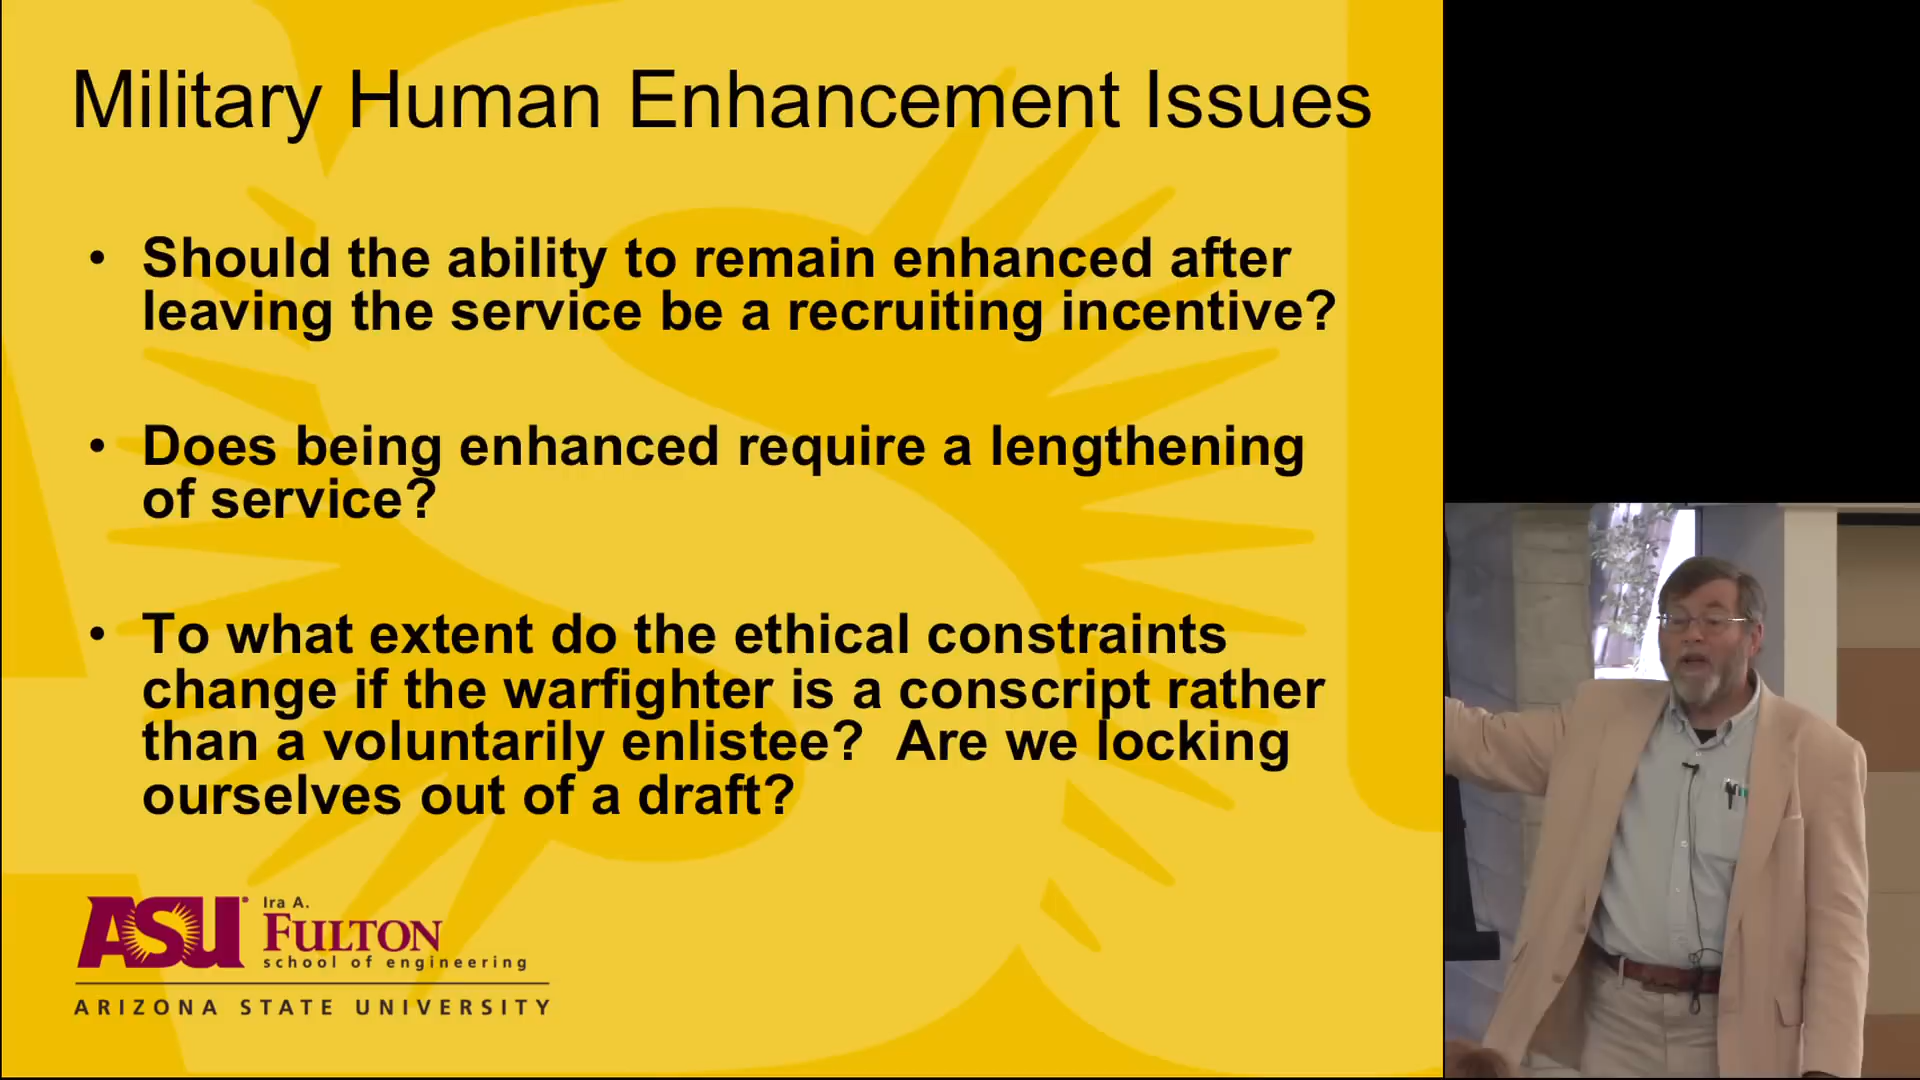 Military Human Enhancement Issues
• Should the ability to remain enhanced after
leaving the service be a recruiting incentive?
• Does being enhanced require a lengthening
of service?
• To what extent do the ethical constraints
change if the warfighter is a conscript rather
than a voluntarily enlistee? Are we locking
ourselves out of a draft?
ASU
Ira A.
FULTON
school of engineering
ARIZONA STATE UNIVERSITY